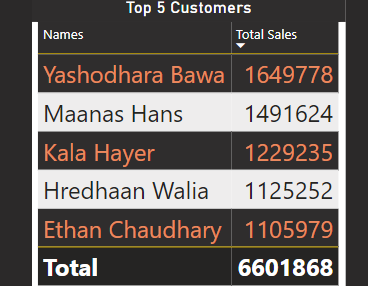 Top 5 Customers
Names Total Sales
Yashodhara Bawa 1649778
Maanas Hans 1491624
Kala Hayer 1229235
Hredhaan Walia 1125252
Ethan Chaudhary 1105979
Total 6601868